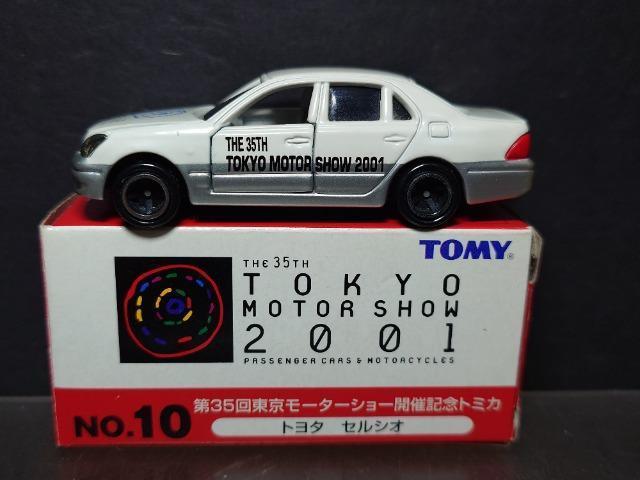 THE 35TH
TOKYO MOTOR SHOW 2001
TOMY
THE 35TH
TOKYO
MOTOR SHOW
2001
PASSENGER CARS & MOTORCYCLES
NO.10
第35回東京モーターショー開催記念トミカ
トヨタ セルシオ